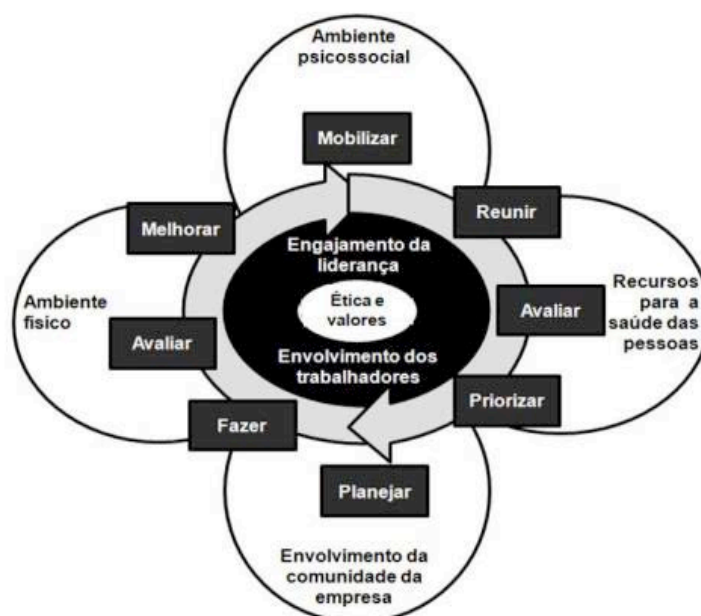 Ambiente
psicossocial
Mobilizar
Reunir
Melhorar
Engajamento da
liderança
Recursos
para a
saúde das
pessoas
Ambiente
fisico
Ética e
valores
Avaliar
Avaliar
Envolvimento dos
trabalhadores
Priorizar
Fazer
Planejar
Envolvimento da
comunidade da
empresa